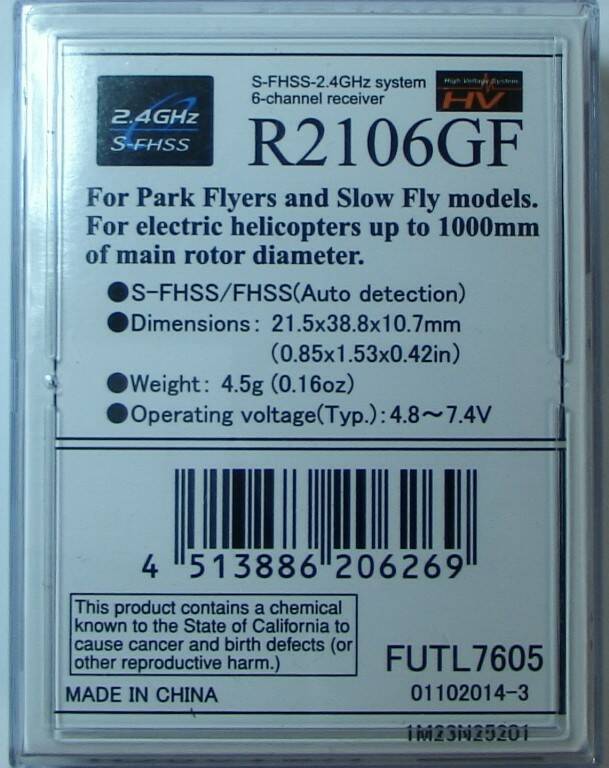 2.4GHz
S-FHSS
S-FHSS-2.4GHz system
6-channel receiver
High Voltage System
HV
R2106GF
For Park Flyers and Slow Fly models.
For electric helicopters up to 1000mm
of main rotor diameter.
●S-FHSS/FHSS(Auto detection)
●Dimensions: 21.5x38.8x10.7mm
(0.85x1.53x0.42in)
●Weight: 4.5g (0.16oz)
●Operating voltage(Typ.): 4.8～7.4V
4 513886 206269
This product contains a chemical
known to the State of California to
cause cancer and birth defects (or
other reproductive harm.)
FUTL7605
MADE IN CHINA
01102014-3
1M23N25201